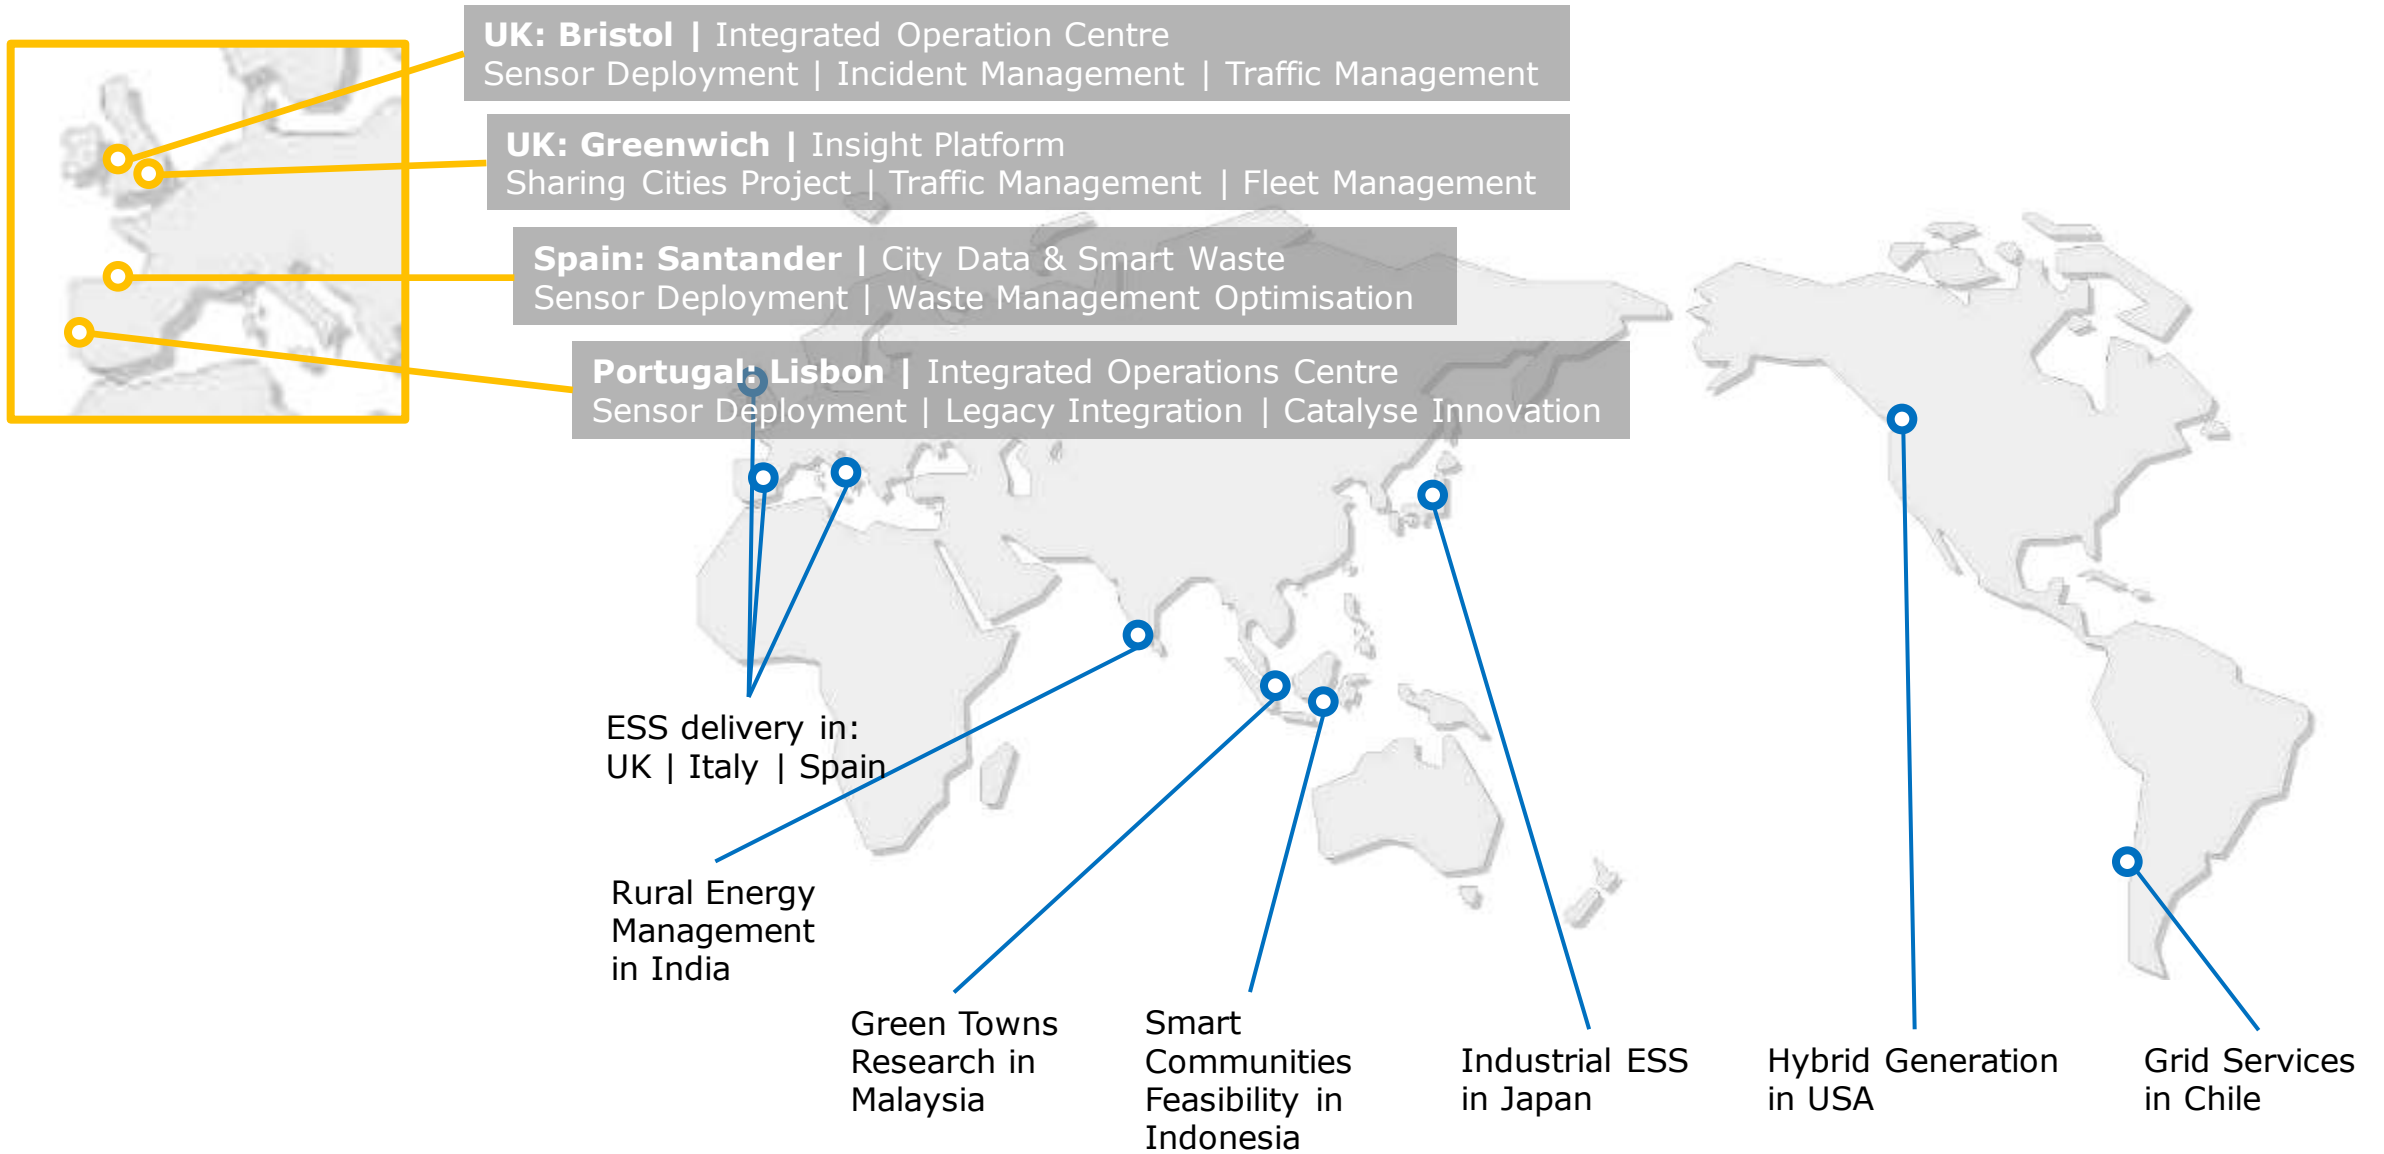 UK: Bristol | Integrated Operation Centre
Sensor Deployment | Incident Management | Traffic Management
UK: Greenwich | Insight Platform
Sharing Cities Project | Traffic Management | Fleet Management
Spain: Santander | City Data & Smart Waste
Sensor Deployment | Waste Management Optimisation
Portugal: Lisbon | Integrated Operations Centre
Sensor Deployment | Legacy Integration | Catalyse Innovation
ESS delivery in:
UK | Italy | Spain
Rural Energy
Management
in India
Green Towns
Research in
Malaysia
Smart
Communities
Feasibility in
Indonesia
Industrial ESS
in Japan
Hybrid Generation
in USA
Grid Services
in Chile